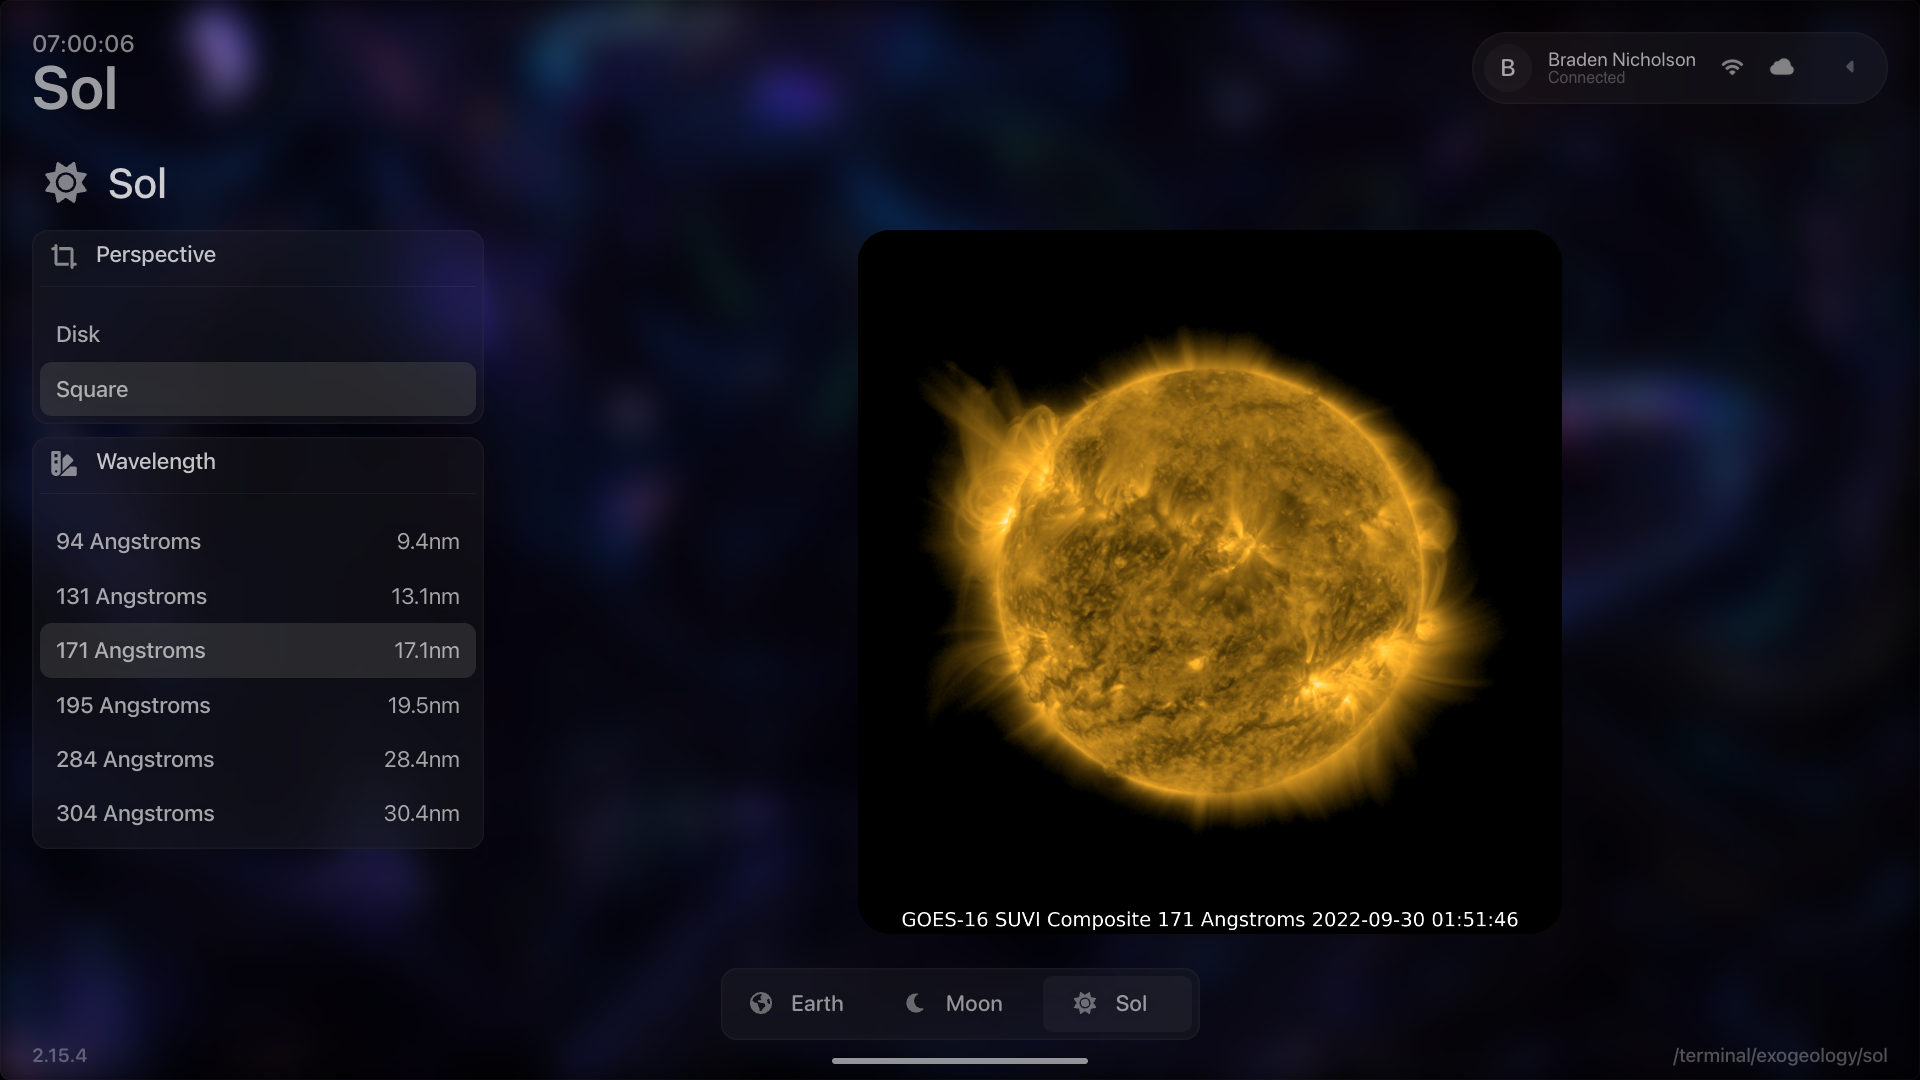 07:00:06
Sol
B
Braden Nicholson
Connected
Sol
Perspective
Disk
Square
Wavelength
94 Angstroms 9.4nm
131 Angstroms 13.1nm
171 Angstroms 17.1nm
195 Angstroms 19.5nm
284 Angstroms 28.4nm
304 Angstroms 30.4nm
GOES-16 SUVI Composite 171 Angstroms 2022-09-30 01:51:46
Earth Moon Sol
2.15.4
/terminal/exogeology/sol